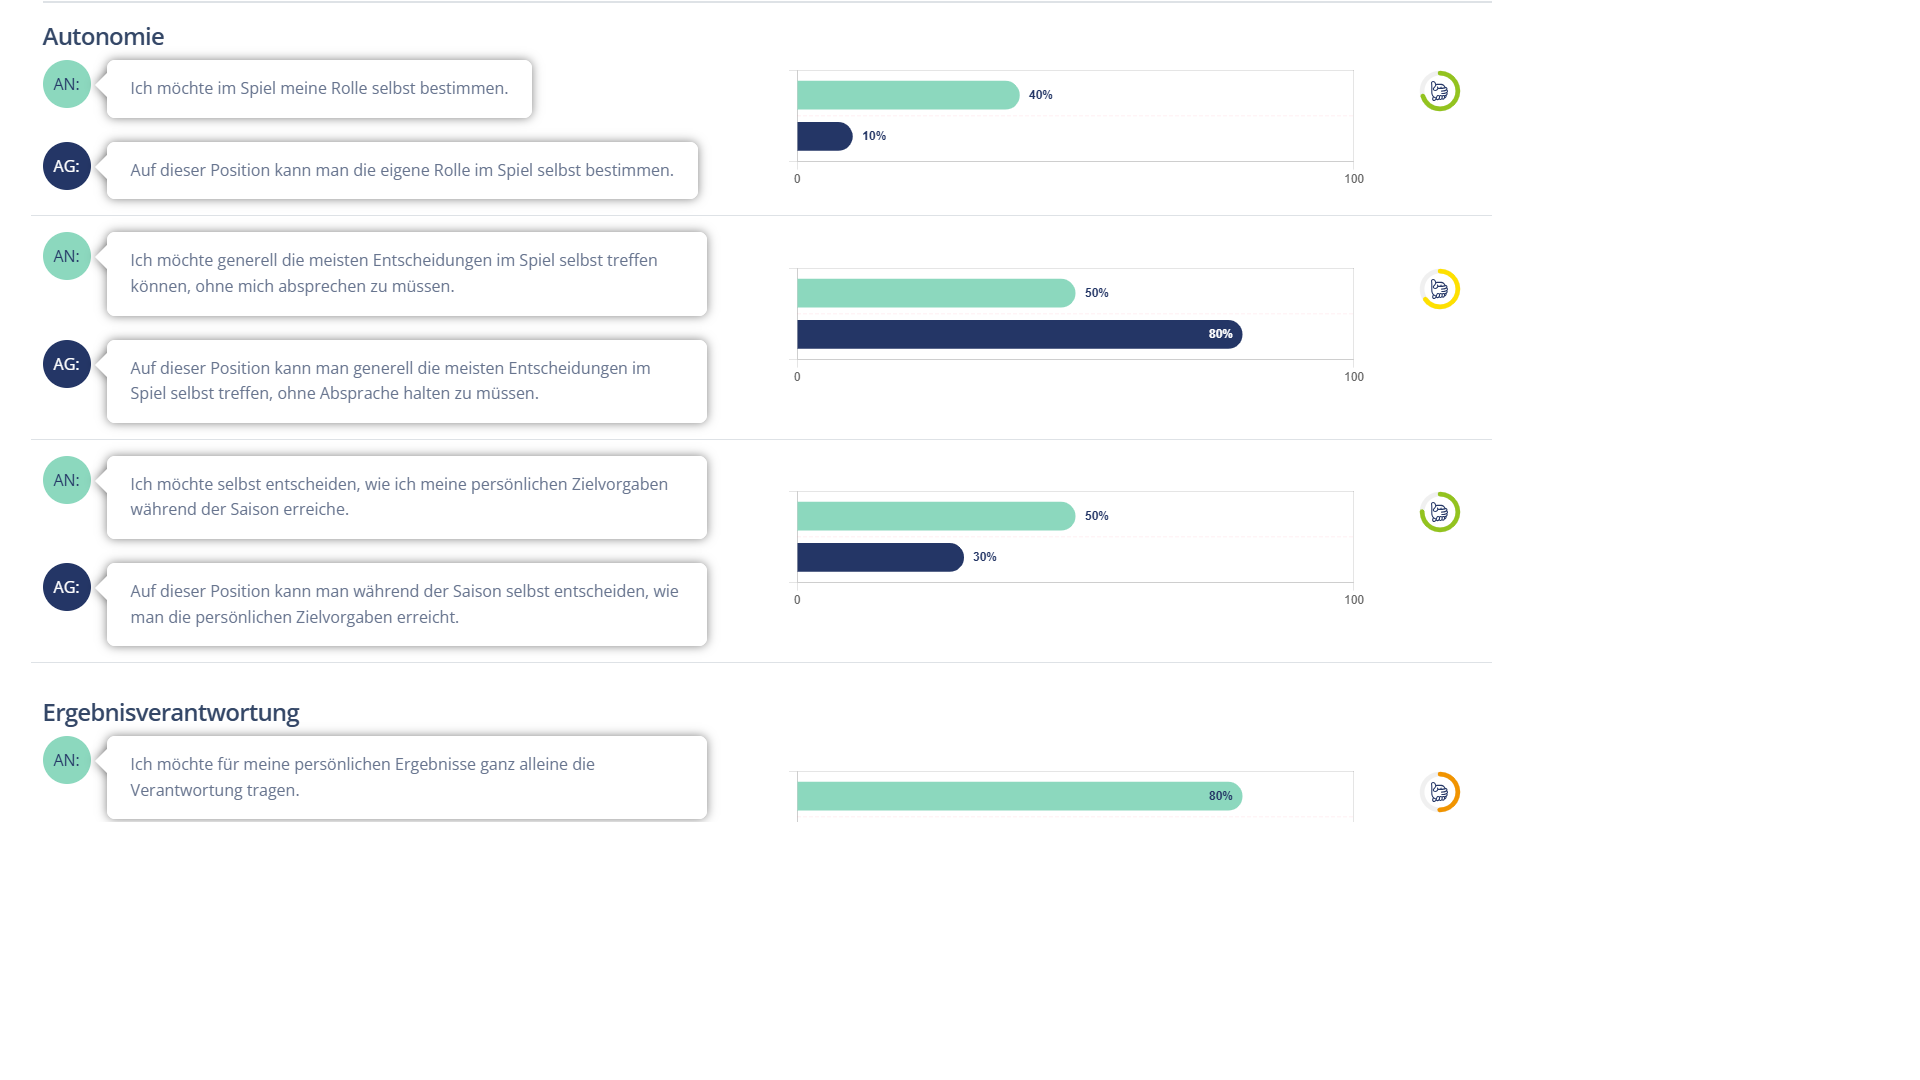 Autonomie
AN:
Ich möchte im Spiel meine Rolle selbst bestimmen.
40%
10%
0
100
AG:
Auf dieser Position kann man die eigene Rolle im Spiel selbst bestimmen.
AN:
Ich möchte generell die meisten Entscheidungen im Spiel selbst treffen
können, ohne mich absprechen zu müssen.
50%
80%
0
100
AG:
Auf dieser Position kann man generell die meisten Entscheidungen im
Spiel selbst treffen, ohne Absprache halten zu müssen.
AN:
Ich möchte selbst entscheiden, wie ich meine persönlichen Zielvorgaben
während der Saison erreiche.
50%
30%
0
100
AG:
Auf dieser Position kann man während der Saison selbst entscheiden, wie
man die persönlichen Zielvorgaben erreicht.
Ergebnisverantwortung
AN:
Ich möchte für meine persönlichen Ergebnisse ganz alleine die
Verantwortung tragen.
80%